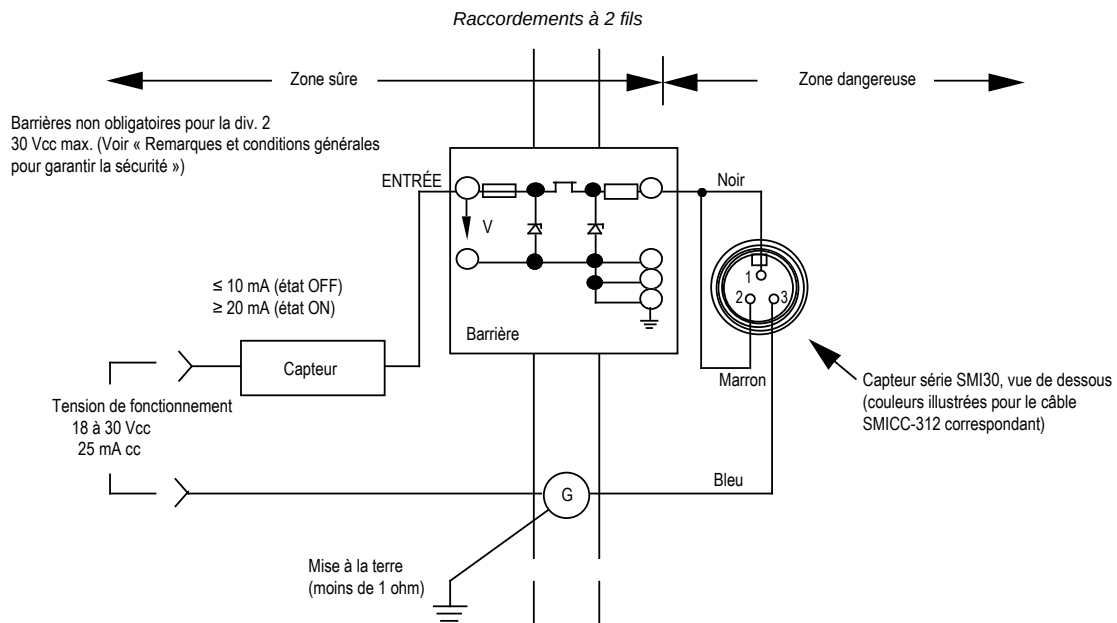 Raccordements à 2 fils
Zone sûre
Zone dangereuse
Barrières non obligatoires pour la div. 2
30 Vcc max. (Voir « Remarques et conditions générales
pour garantir la sécurité »)
ENTRÉE
Noir
V
1
2
3
≤ 10 mA (état OFF)
≥ 20 mA (état ON)
Barrière
Capteur
Marron
Capteur série SMI30, vue de dessous
(couleurs illustrées pour le câble
SMICC-312 correspondant)
Tension de fonctionnement
18 à 30 Vcc
25 mA cc
Bleu
G
Mise à la terre
(moins de 1 ohm)